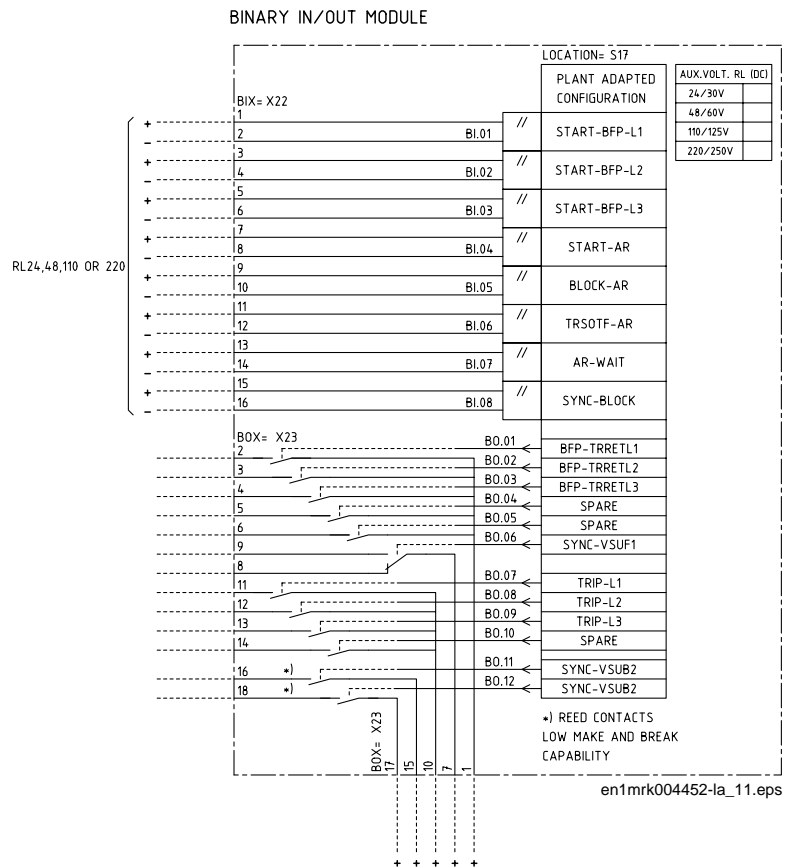 BINARY IN/OUT MODULE
LOCATION= S17
PLANT ADAPTED
CONFIGURATION
AUX.VOLT. RL (DC)
24/30V
48/60V
110/125V
220/250V
BIX= X22
RL24,48,110 OR 220
+ 1
- 2 BI.01 // START-BFP-L1
+ 3
- 4 BI.02 // START-BFP-L2
+ 5
- 6 BI.03 // START-BFP-L3
+ 7
- 8 BI.04 // START-AR
+ 9
- 10 BI.05 // BLOCK-AR
+ 11
- 12 BI.06 // TRSOTF-AR
+ 13
- 14 BI.07 // AR-WAIT
+ 15
- 16 BI.08 // SYNC-BLOCK
BOX= X23
2 BO.01 BFP-TRRETL1
3 BO.02 BFP-TRRETL2
4 BO.03 BFP-TRRETL3
5 BO.04 SPARE
6 BO.05 SPARE
9 BO.06 SYNC-VSUF1
8
11 BO.07 TRIP-L1
12 BO.08 TRIP-L2
13 BO.09 TRIP-L3
14 BO.10 SPARE
16 *) BO.11 SYNC-VSUB2
18 *) BO.12 SYNC-VSUB2
*) REED CONTACTS
LOW MAKE AND BREAK
CAPABILITY
BOX= X23
17 15 10 7 1
en1mrk004452-la_11.eps
+ + + + +